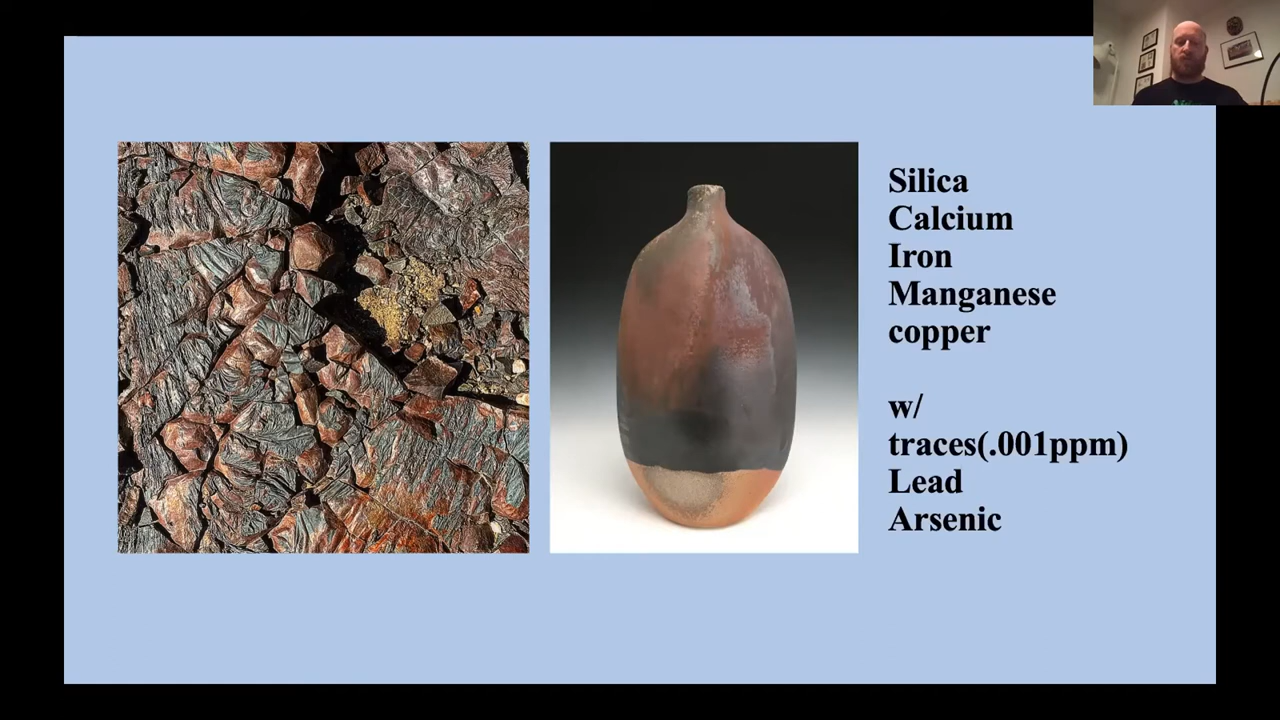 Silica
Calcium
Iron
Manganese
copper
w/
traces(.001ppm)
Lead
Arsenic